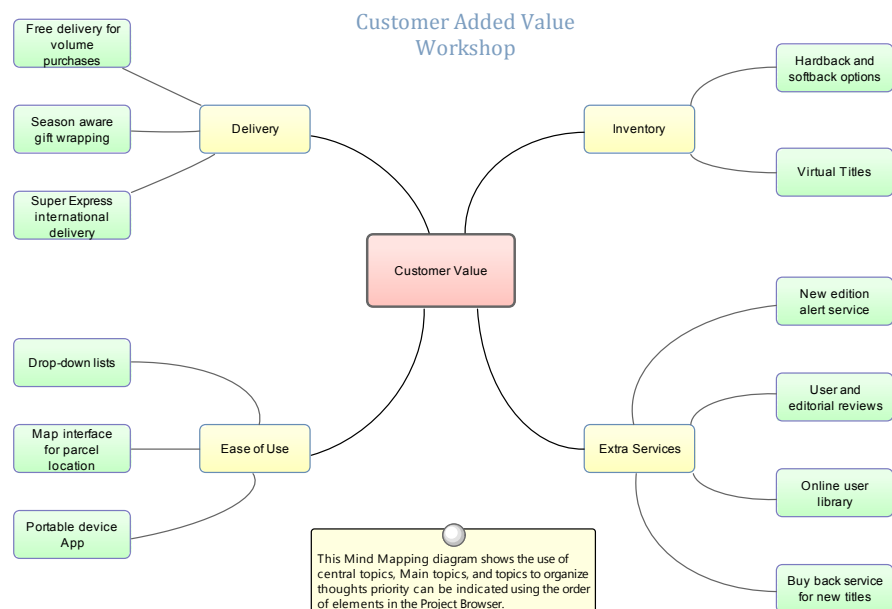 Customer Added Value
Workshop
Free delivery for
volume
purchases
Season aware
gift wrapping
Super Express
international
delivery
Delivery
Inventory
Hardback and
softback options
Virtual Titles
Customer Value
Drop-down lists
Map interface
for parcel
location
Portable device
App
Ease of Use
Extra Services
New edition
alert service
User and
editorial reviews
Online user
library
Buy back service
for new titles
This Mind Mapping diagram shows the use of
central topics, Main topics, and topics to organize
thoughts priority can be indicated using the order
of elements in the Project Browser.